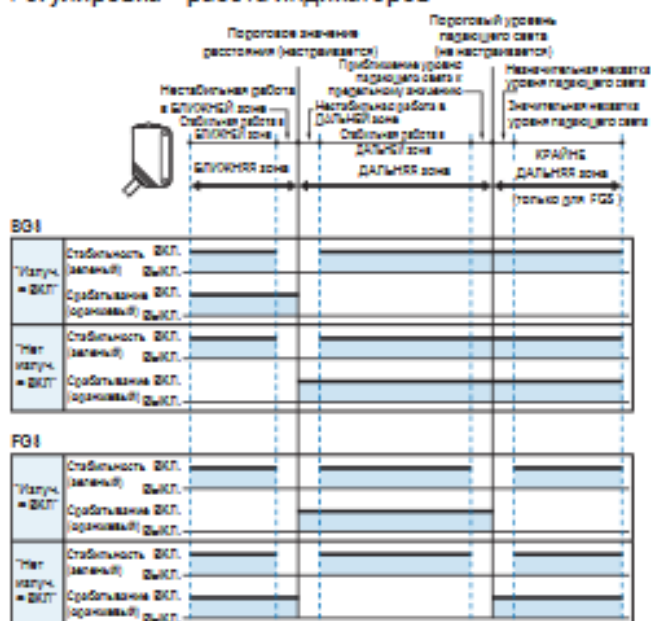 Регулировка – работа индикаторов
Пороговое значение
расстояния (настраивается)
Пороговый уровень
падающего света
(не настраивается)
Нестабильная работа
в БЛИЖНЕЙ зоне
Стабильная работа в
БЛИЖНЕЙ зоне
Приближение уровня
падающего света к
предельному значению
Нестабильная работа в
ДАЛЬНЕЙ зоне
Стабильная работа в
ДАЛЬНЕЙ зоне
Незначительная нехватка
уровня падающего света
Значительная нехватка
уровня падающего света
БЛИЖНЯЯ зона
ДАЛЬНЯЯ зона
КРАЙНЕ
ДАЛЬНЯЯ зона
(только для FGS)
BGS
"Излуч.
= ВКЛ"
Стабильность ВКЛ.
(зеленый) ВЫКЛ.
Срабатывание ВКЛ.
(оранжевый) ВЫКЛ.
"Нет
излуч.
= ВКЛ"
Стабильность ВКЛ.
(зеленый) ВЫКЛ.
Срабатывание ВКЛ.
(оранжевый) ВЫКЛ.
FGS
"Излуч.
= ВКЛ"
Стабильность ВКЛ.
(зеленый) ВЫКЛ.
Срабатывание ВКЛ.
(оранжевый) ВЫКЛ.
"Нет
излуч.
= ВКЛ"
Стабильность ВКЛ.
(зеленый) ВЫКЛ.
Срабатывание ВКЛ.
(оранжевый) ВЫКЛ.